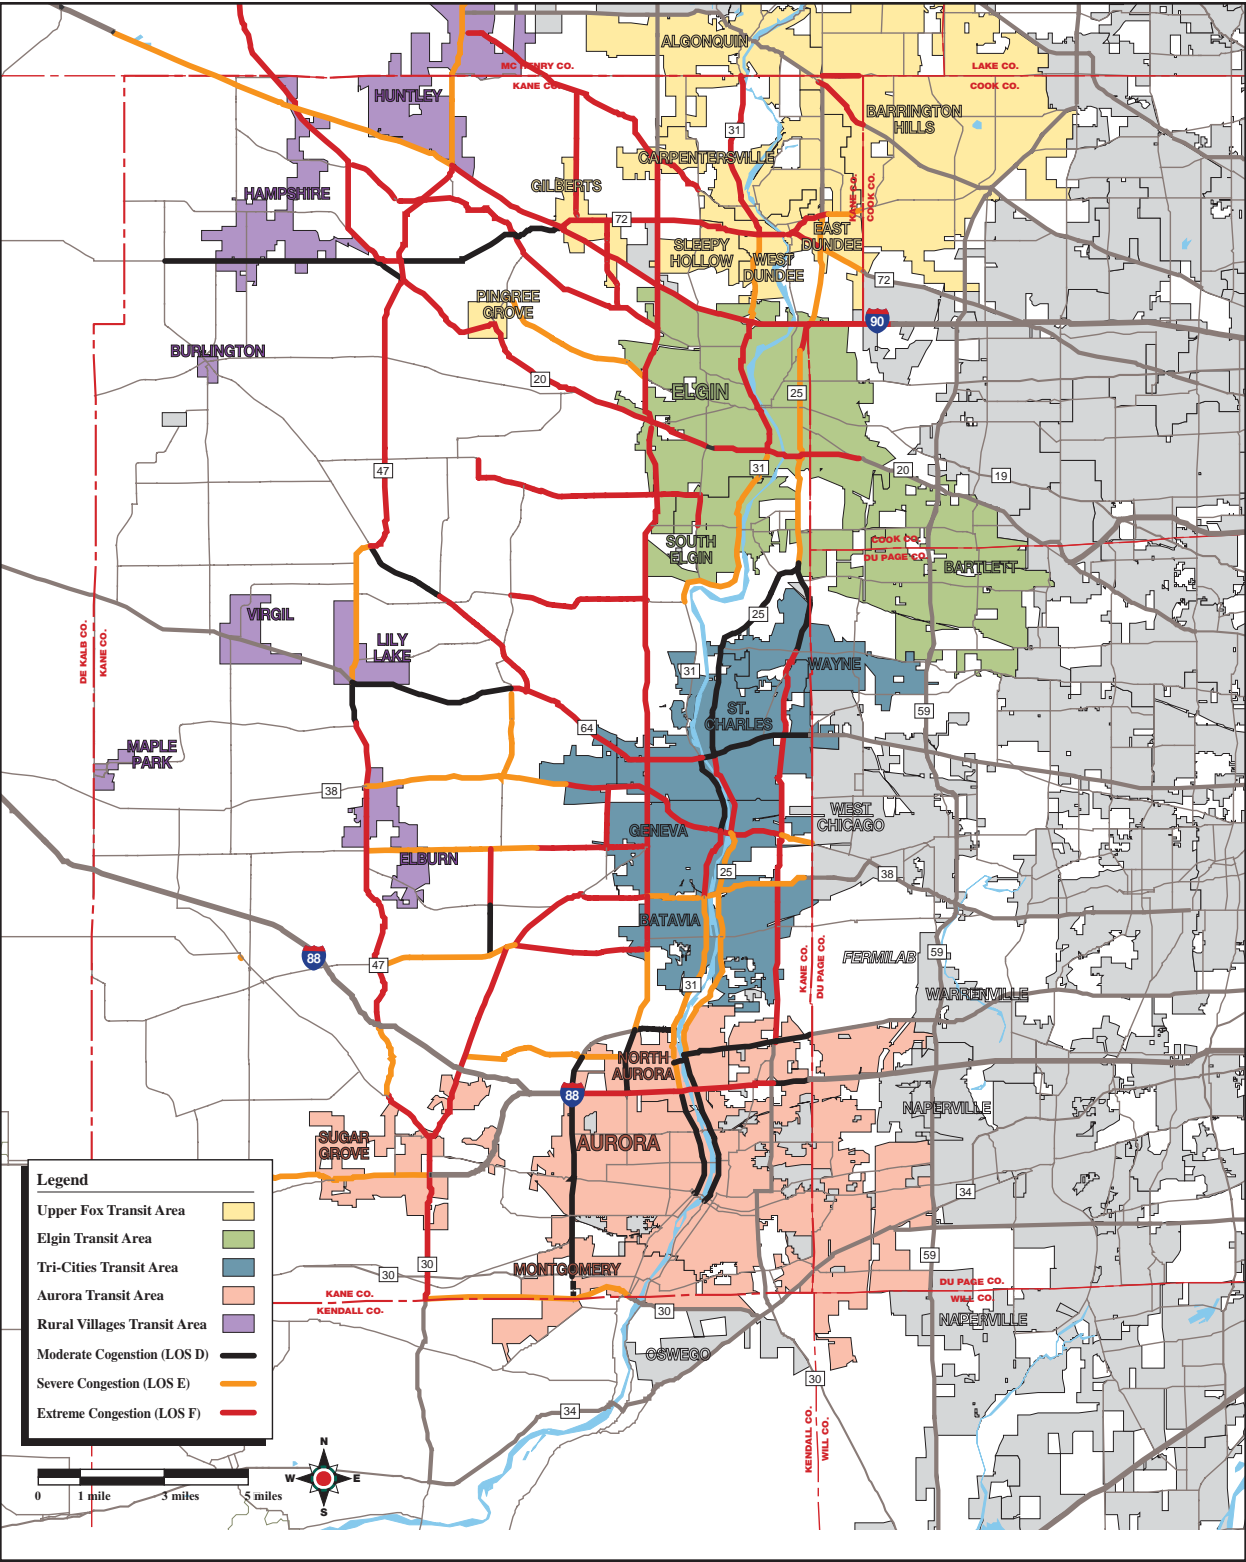 ALGONQUIN
MC HENRY CO.
KANE CO.
LAKE CO.
COOK CO.
HUNTLEY
BARRINGTON
HILLS
31
CARPENTERSVILLE
GILBERTS
HAMPSHIRE
KANE CO.
COOK CO.
72
SLEEPY
HOLLOW
EAST
DUNDEE
WEST
DUNDEE
72
PINGREE
GROVE
90
BURLINGTON
20
ELGIN
25
47
31
20
19
SOUTH
ELGIN
COOK CO.
DU PAGE CO.
BARTLETT
VIRGIL
LILY
LAKE
25
DE KALB CO.
KANE CO.
31
WAYNE
ST.
CHARLES
59
64
MAPLE
PARK
38
WEST
CHICAGO
GENEVA
ELBURN
25
38
BATAVIA
KANE CO.
DU PAGE CO.
FERMILAB
59
88
47
31
WARRENVILLE
NORTH
AURORA
88
NAPERVILLE
SUGAR
GROVE
AURORA
34
59
30
30
MONTGOMERY
KANE CO.
KENDALL CO.
DU PAGE CO.
WILL CO.
30
NAPERVILLE
OSWEGO
30
34
KENDALL CO.
WILL CO.
Legend
Upper Fox Transit Area
Elgin Transit Area
Tri-Cities Transit Area
Aurora Transit Area
Rural Villages Transit Area
Moderate Cogenstion (LOS D)
Severe Congestion (LOS E)
Extreme Congestion (LOS F)
0 1 mile 3 miles 5 miles
N
W E
S